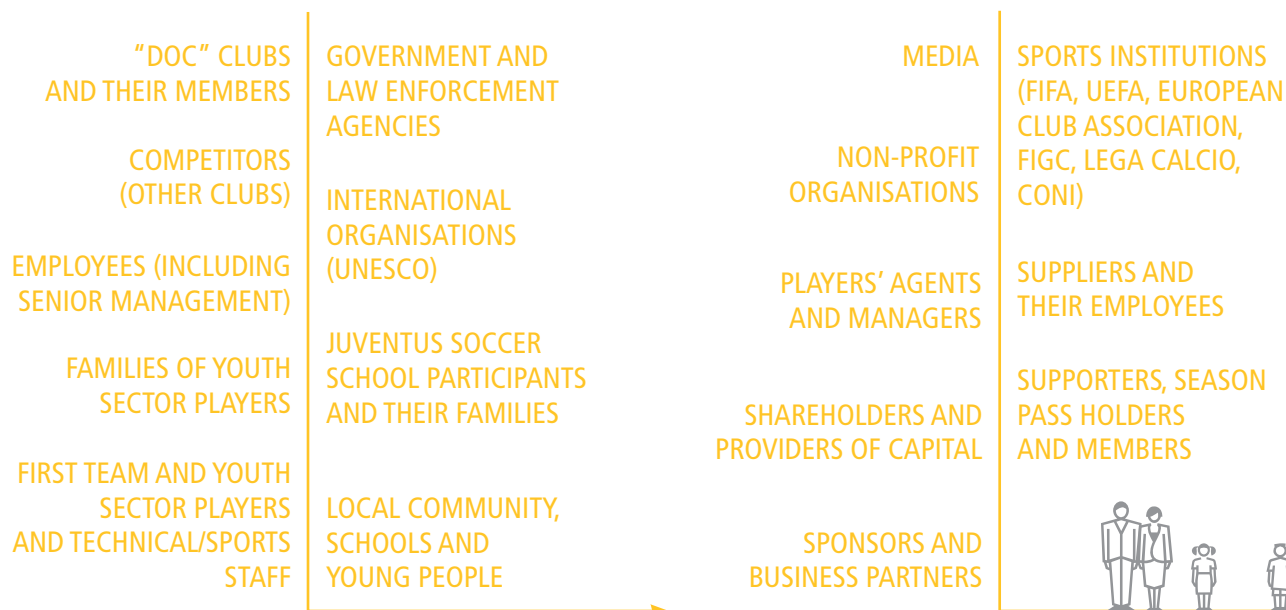 “DOC” CLUBS
AND THEIR MEMBERS
COMPETITORS
(OTHER CLUBS)
EMPLOYEES (INCLUDING
SENIOR MANAGEMENT)
FAMILIES OF YOUTH
SECTOR PLAYERS
FIRST TEAM AND YOUTH
SECTOR PLAYERS
AND TECHNICAL/SPORTS
STAFF
GOVERNMENT AND
LAW ENFORCEMENT
AGENCIES
INTERNATIONAL
ORGANISATIONS
(UNESCO)
JUVENTUS SOCCER
SCHOOL PARTICIPANTS
AND THEIR FAMILIES
LOCAL COMMUNITY,
SCHOOLS AND
YOUNG PEOPLE
MEDIA
NON-PROFIT
ORGANISATIONS
PLAYERS’ AGENTS
AND MANAGERS
SHAREHOLDERS AND
PROVIDERS OF CAPITAL
SPONSORS AND
BUSINESS PARTNERS
SPORTS INSTITUTIONS
(FIFA, UEFA, EUROPEAN
CLUB ASSOCIATION,
FIGC, LEGA CALCIO,
CONI)
SUPPLIERS AND
THEIR EMPLOYEES
SUPPORTERS, SEASON
PASS HOLDERS
AND MEMBERS